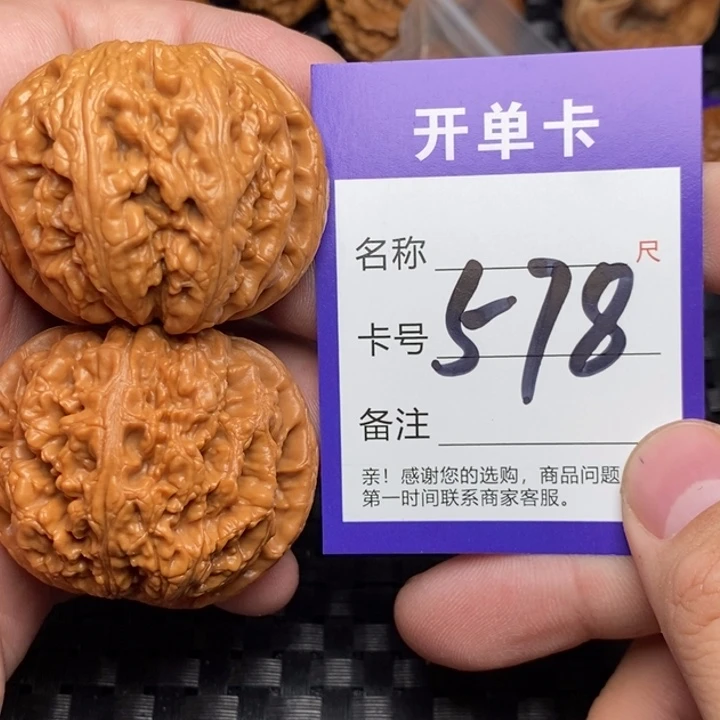 开单卡
名称 尺
卡号 578
备注
亲！感谢您的选购，商品问题
第一时间联系商家客服。